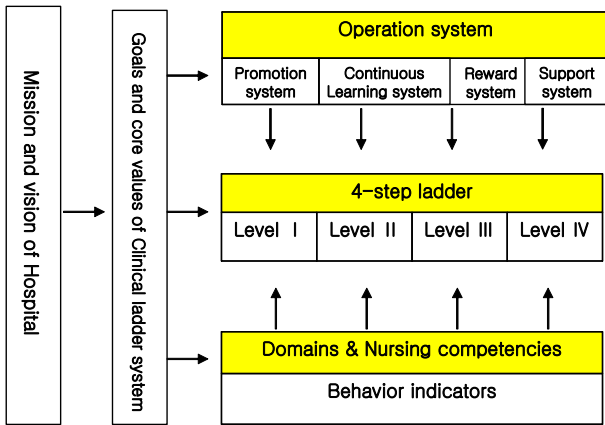 Mission and vision of Hospital
Goals and core values of Clinical ladder system
Operation system
Promotion
system
Continuous
Learning system
Reward
system
Support
system
4-step ladder
Level Ⅰ
Level Ⅱ
Level Ⅲ
Level Ⅳ
Domains & Nursing competencies
Behavior indicators